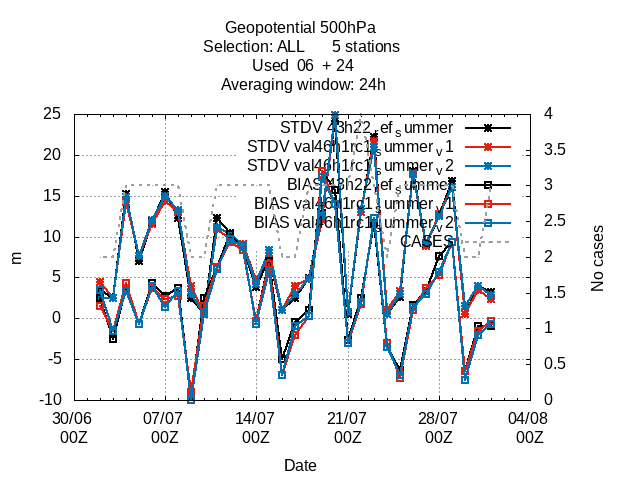 Geopotential 500hPa
Selection: ALL 5 stations
Used 06 + 24
Averaging window: 24h
STDV 43h22_ref_summer
STDV val46h1rc1_summer_v1
STDV val46h1rc1_summer_v2
BIAS 43h22_ref_summer
BIAS val46h1rc1_summer_v1
BIAS val46h1rc1_summer_v2
CASES
25
20
15
10
5
0
-5
-10
m
4
3.5
3
2.5
2
1.5
1
0.5
0
No cases
30/06 07/07 14/07 21/07 28/07 04/08
00Z 00Z 00Z 00Z 00Z 00Z
Date